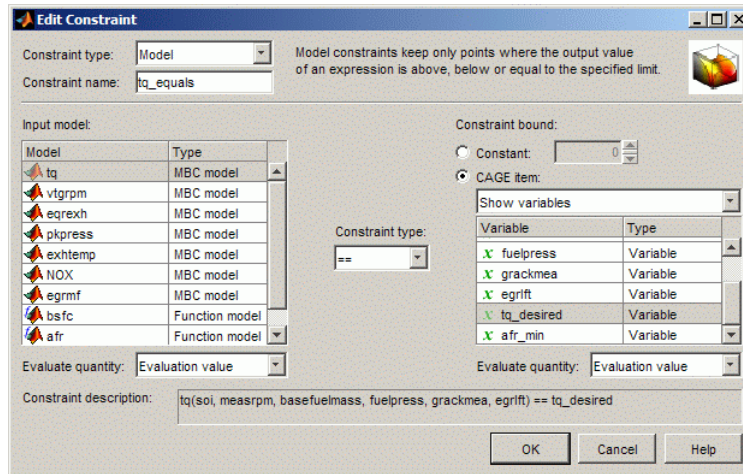 Edit Constraint
Constraint type: Model
Model constraints keep only points where the output value
of an expression is above, below or equal to the specified limit.
Constraint name: tq_equals
Input model:
Model Type
tq MBC model
vtgrpm MBC model
eqrexh MBC model
pkpress MBC model
exhtemp MBC model
NOX MBC model
egrmf MBC model
bsfc Function model
afr Function model
Evaluate quantity: Evaluation value
Constraint type:
==
Constraint bound:
Constant: 0
CAGE item:
Show variables
Variable Type
x fuelpress Variable
x grackmea Variable
x egrlft Variable
x tq_desired Variable
x afr_min Variable
Evaluate quantity: Evaluation value
Constraint description: tq(soi, measrpm, basefuelmass, fuelpress, grackmea, egrlft) == tq_desired
OK Cancel Help